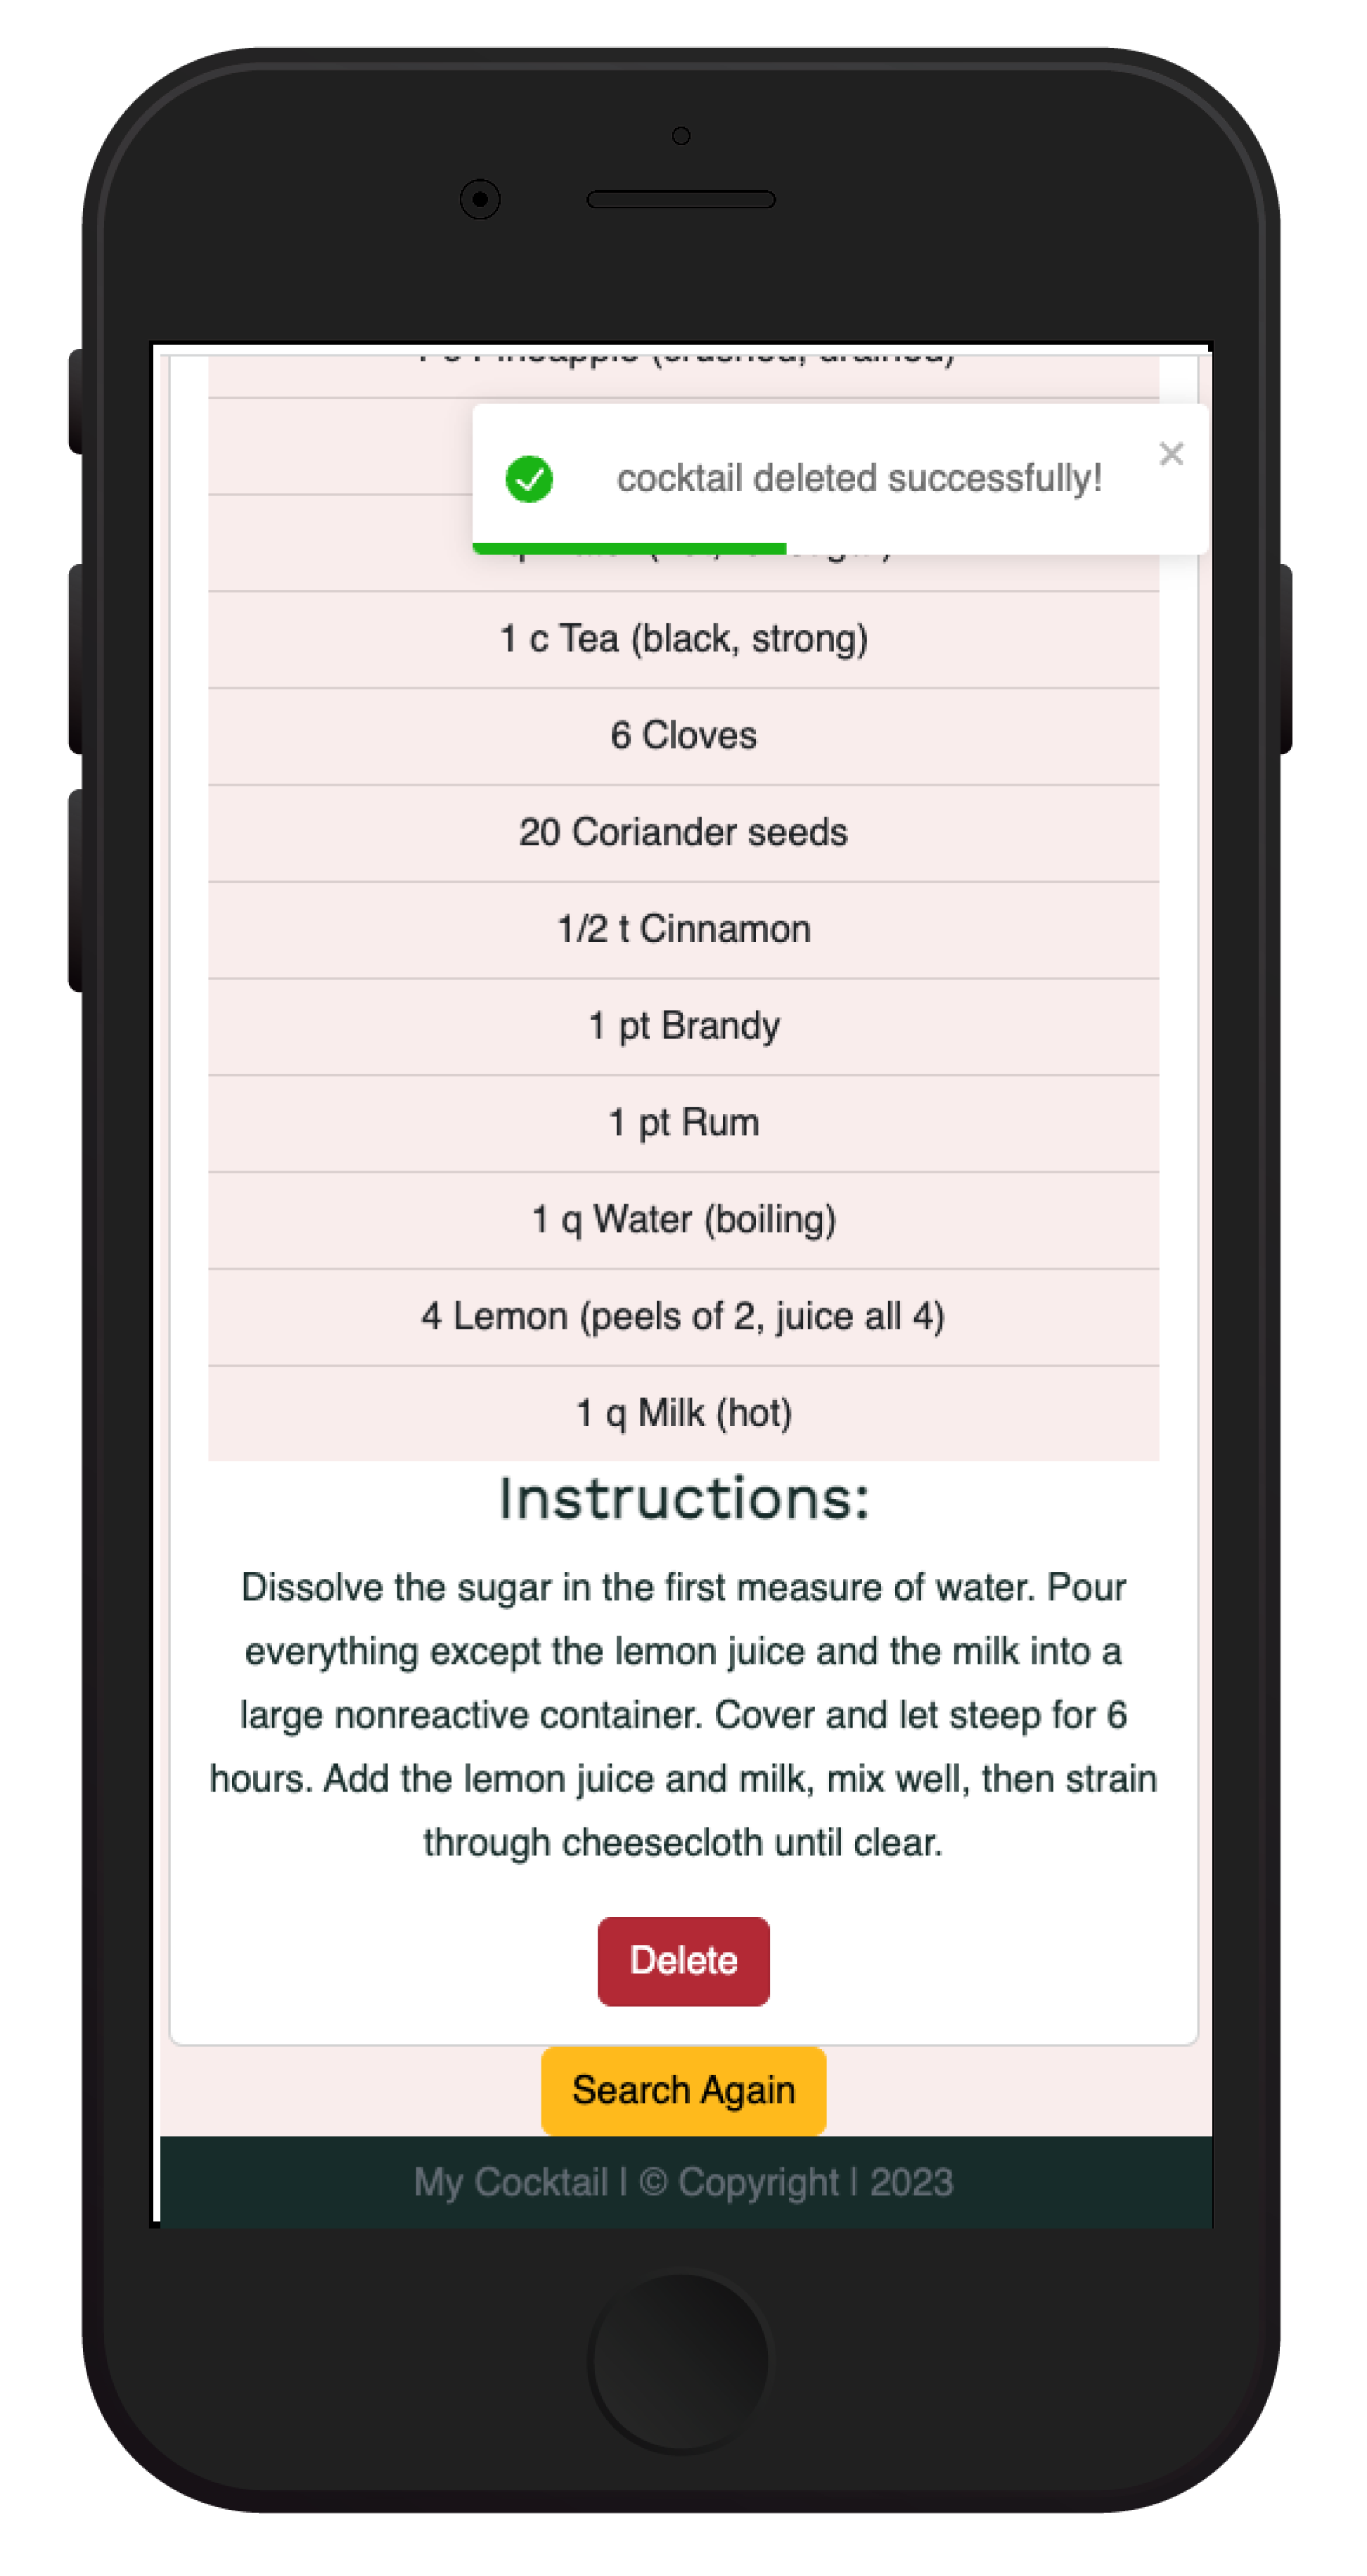 Pineapple (crushed, drained)
cocktail deleted successfully!
1 c Tea (black, strong)
6 Cloves
20 Coriander seeds
1/2 t Cinnamon
1 pt Brandy
1 pt Rum
1 q Water (boiling)
4 Lemon (peels of 2, juice all 4)
1 q Milk (hot)
Instructions:
Dissolve the sugar in the first measure of water. Pour
everything except the lemon juice and the milk into a
large nonreactive container. Cover and let steep for 6
hours. Add the lemon juice and milk, mix well, then strain
through cheesecloth until clear.
Delete
Search Again
My Cocktail | © Copyright | 2023